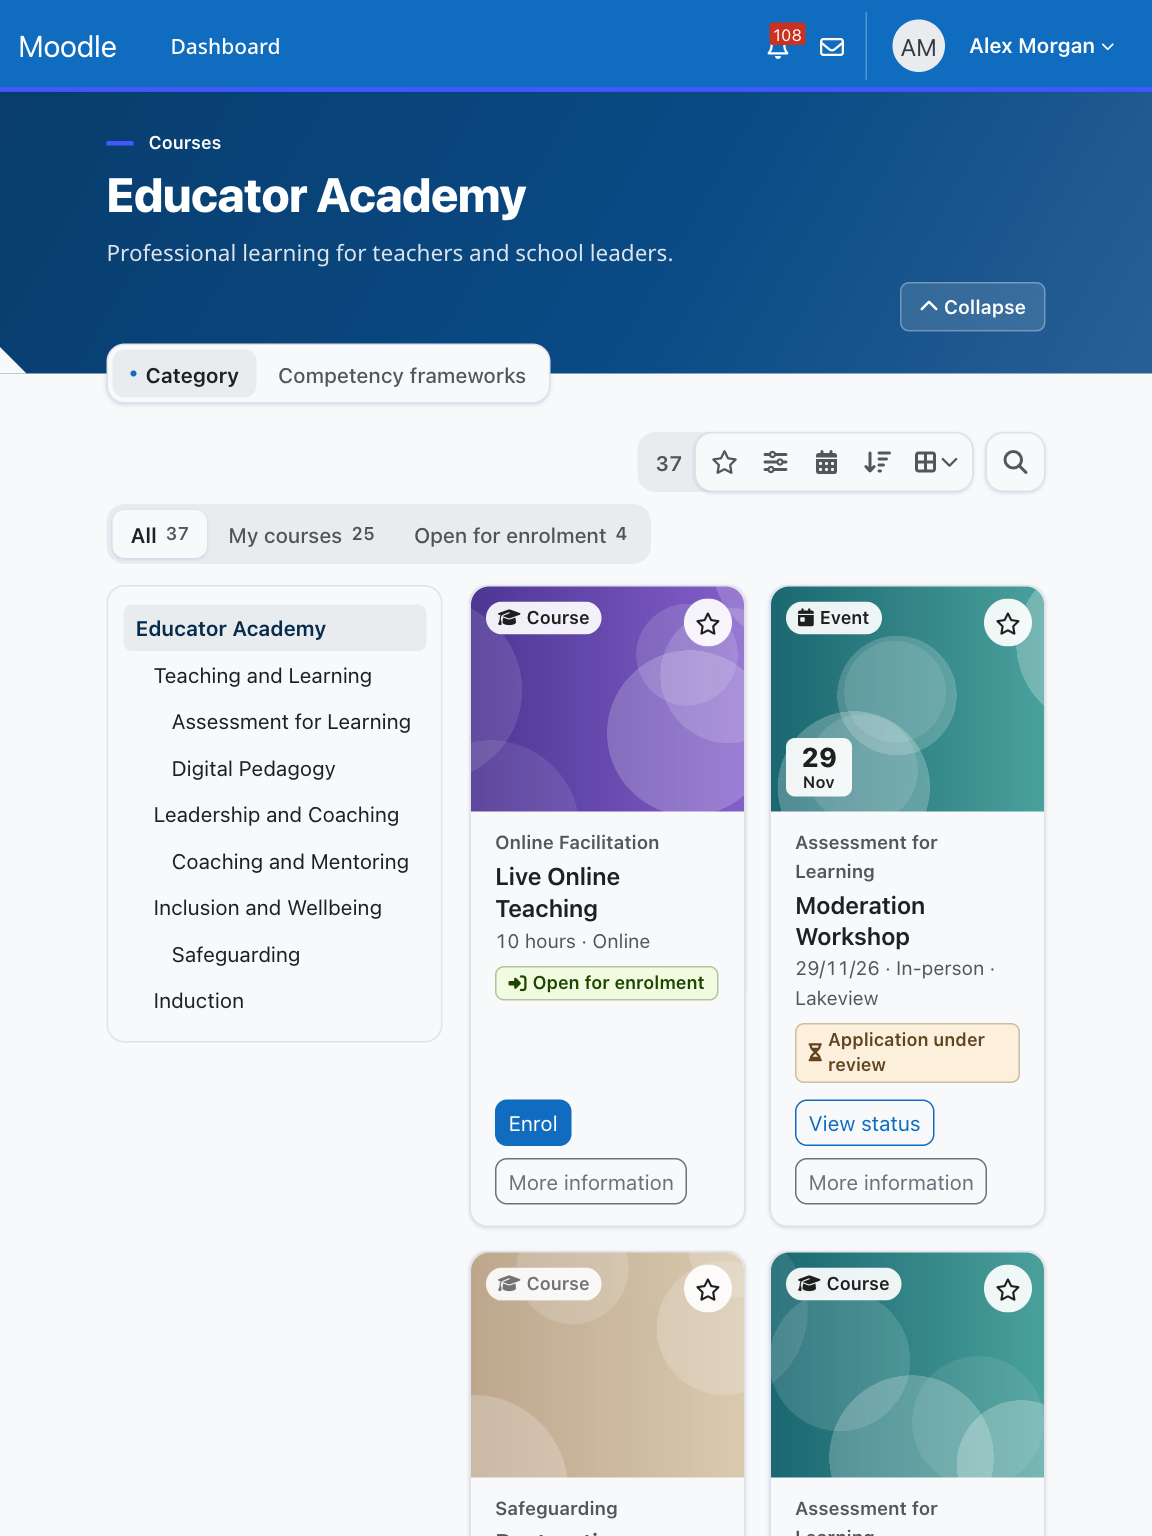 Moodle
Dashboard
108
AM
Alex Morgan
Courses
Educator Academy
Professional learning for teachers and school leaders.
Collapse
Category
Competency frameworks
37
All 37
My courses 25
Open for enrolment 4
Educator Academy
Teaching and Learning
Assessment for Learning
Digital Pedagogy
Leadership and Coaching
Coaching and Mentoring
Inclusion and Wellbeing
Safeguarding
Induction
Course
Online Facilitation
Live Online
Teaching
10 hours · Online
Open for enrolment
Enrol
More information
Event
29
Nov
Assessment for
Learning
Moderation
Workshop
29/11/26 · In-person ·
Lakeview
Application under
review
View status
More information
Course
Safeguarding
Course
Assessment for
Learning